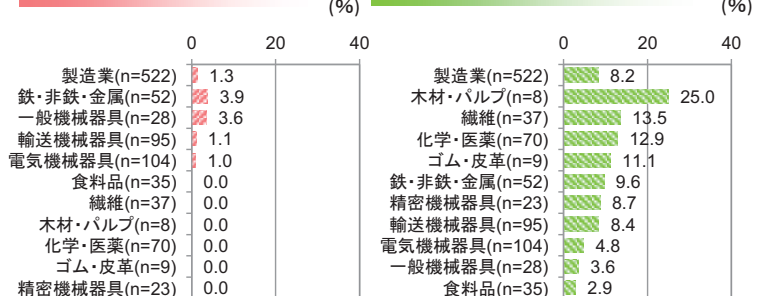 (%)
0 20 40
製造業(n=522) 1.3
鉄・非鉄・金属(n=52) 3.9
一般機械器具(n=28) 3.6
輸送機械器具(n=95) 1.1
電気機械器具(n=104) 1.0
食料品(n=35) 0.0
繊維(n=37) 0.0
木材・パルプ(n=8) 0.0
化学・医薬(n=70) 0.0
ゴム・皮革(n=9) 0.0
精密機械器具(n=23) 0.0
(%)
0 20 40
製造業(n=522) 8.2
木材・パルプ(n=8) 25.0
繊維(n=37) 13.5
化学・医薬(n=70) 12.9
ゴム・皮革(n=9) 11.1
鉄・非鉄・金属(n=52) 9.6
精密機械器具(n=23) 8.7
輸送機械器具(n=95) 8.4
電気機械器具(n=104) 4.8
一般機械器具(n=28) 3.6
食料品(n=35) 2.9